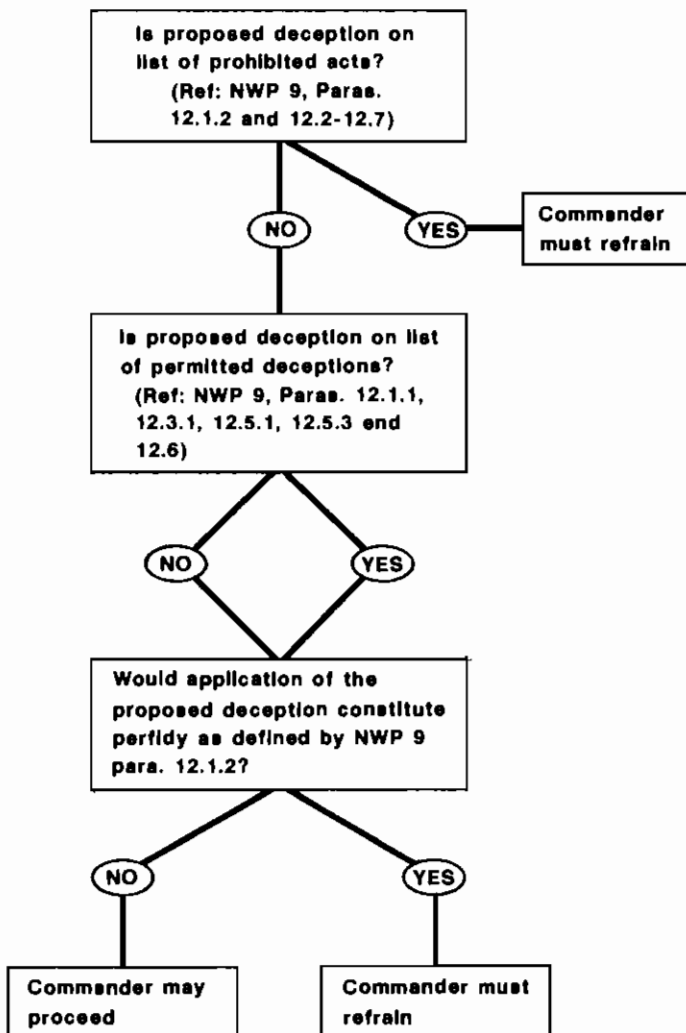 Is proposed deception on
list of prohibited acts?
(Ref: NWP 9, Paras.
12.1.2 and 12.2-12.7)
NO
YES
Commander
must refrain
Is proposed deception on list
of permitted deceptions?
(Ref: NWP 9, Paras. 12.1.1,
12.3.1, 12.5.1, 12.5.3 end
12.6)
NO
YES
Would application of the
proposed deception constitute
perfidy as defined by NWP 9
para. 12.1.2?
NO
YES
Commander may
proceed
Commander must
refrain